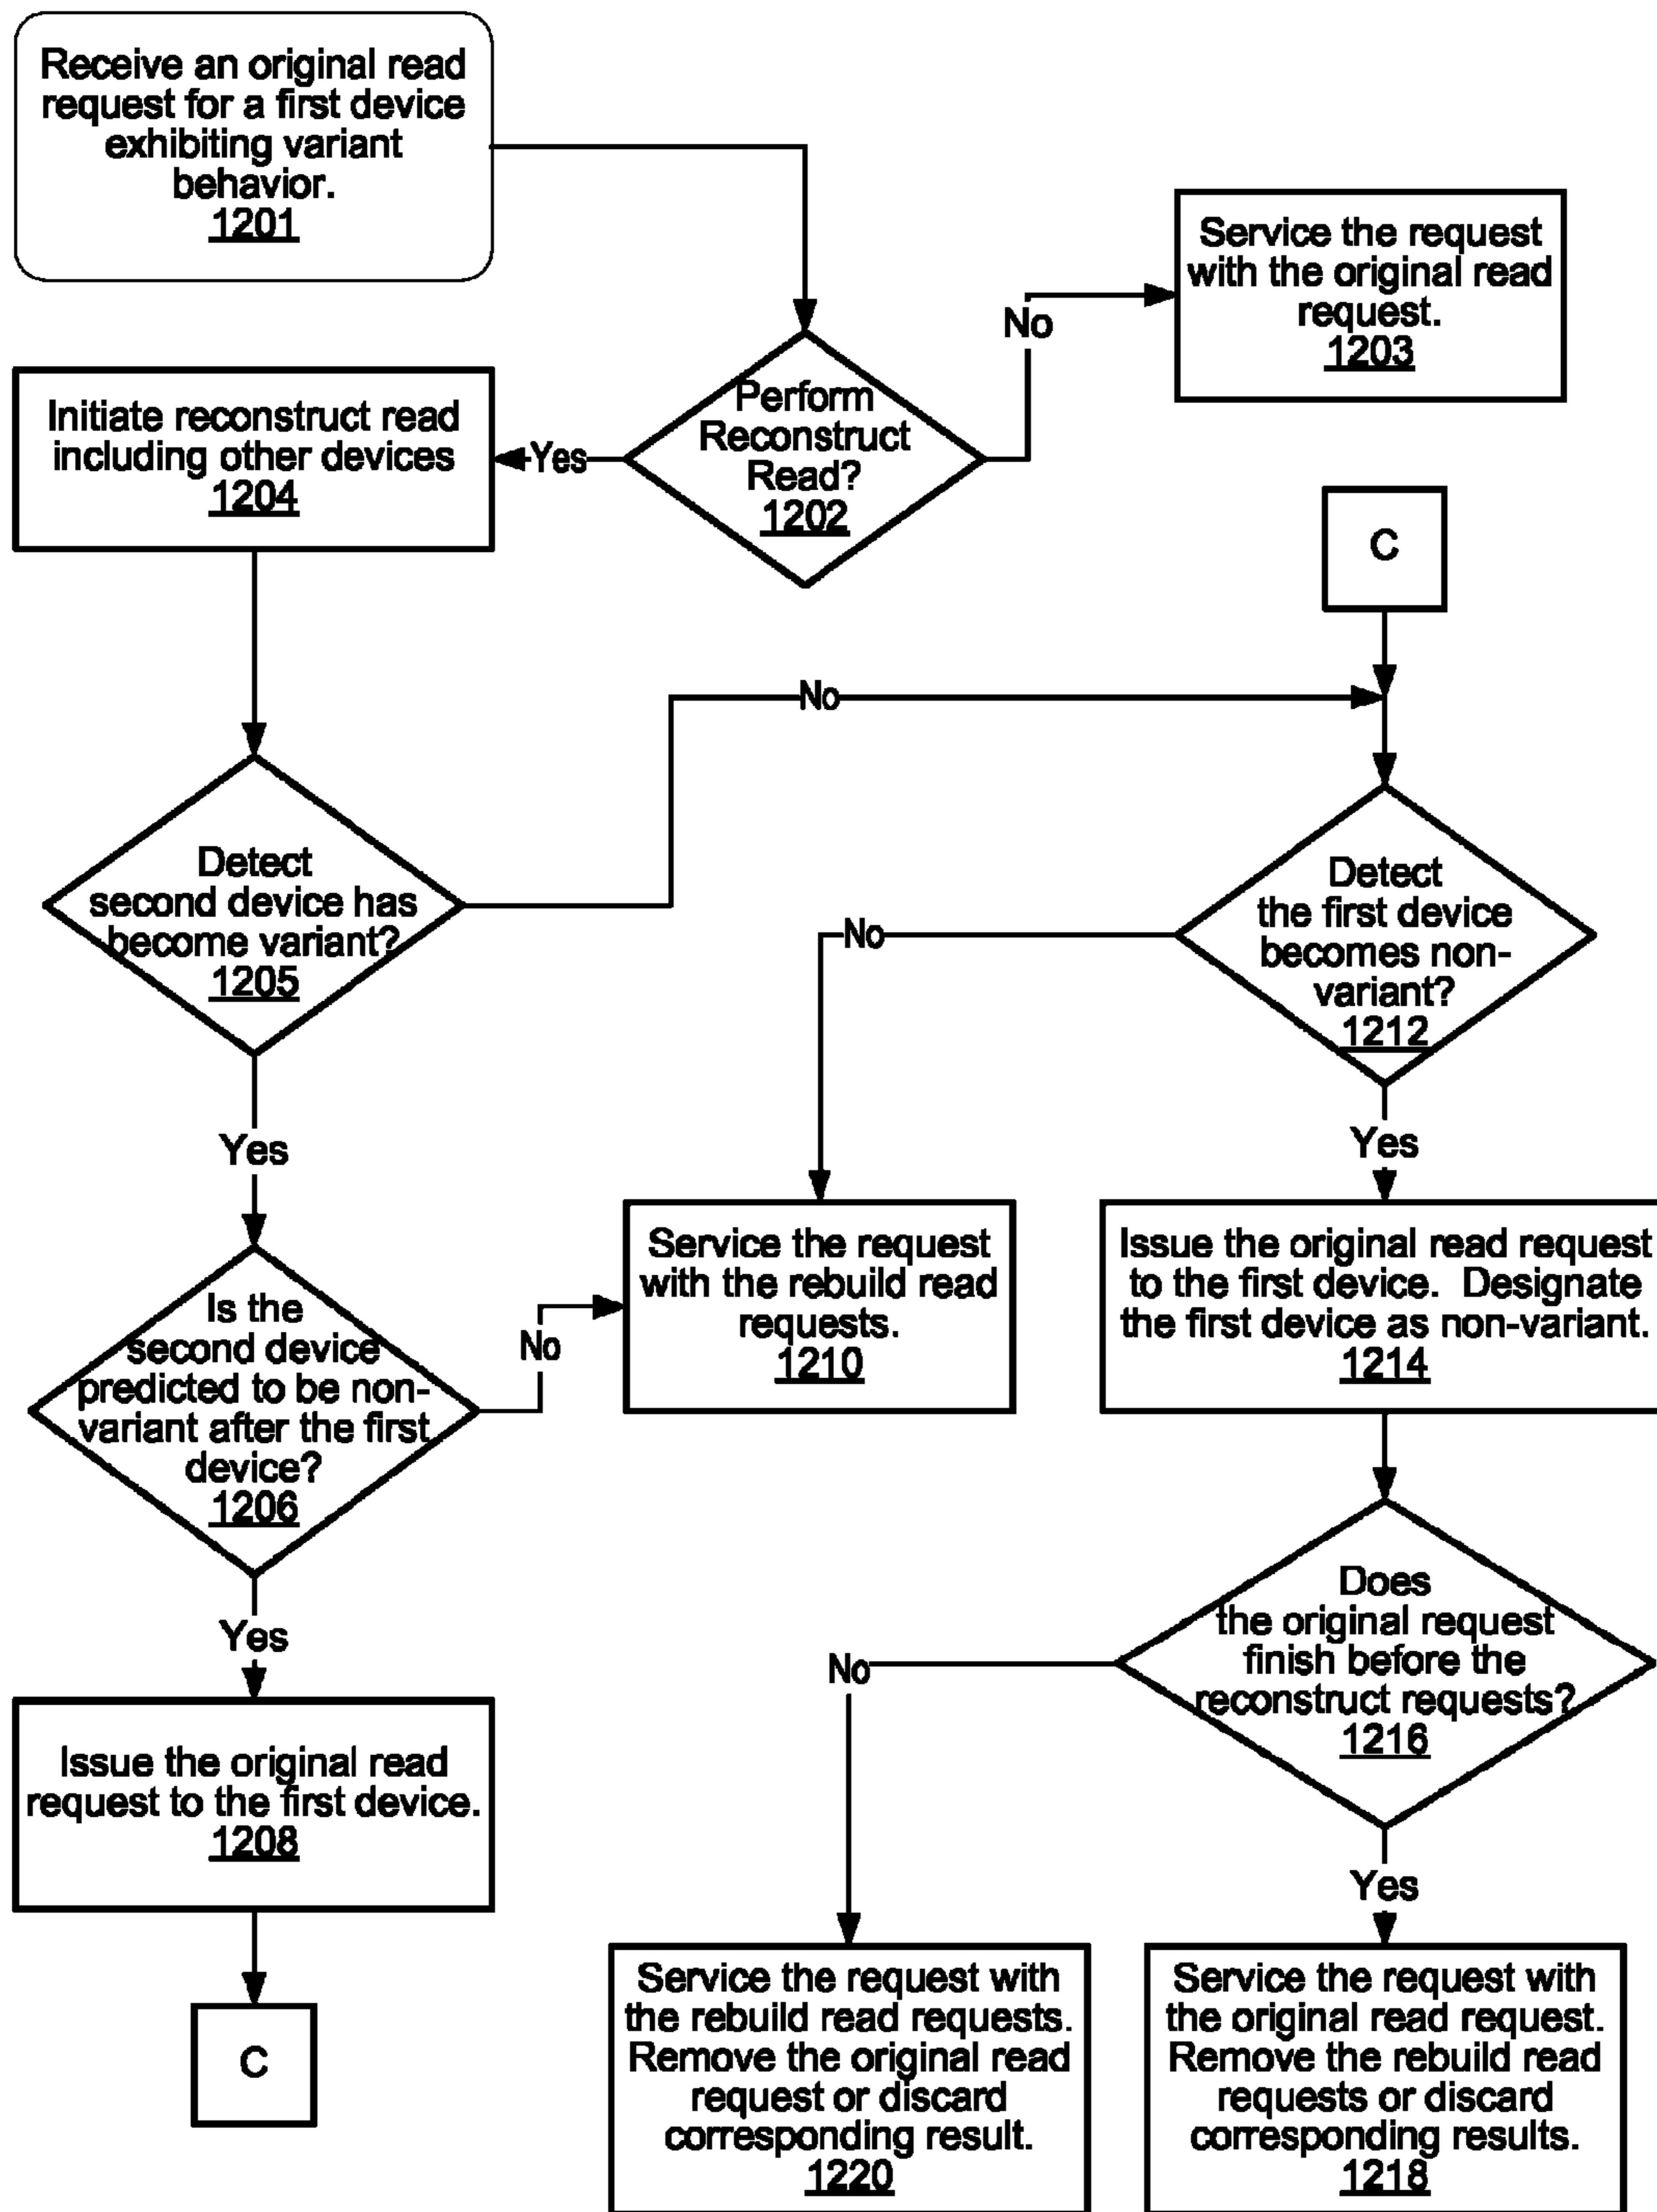 Receive an original read
request for a first device
exhibiting variant
behavior.
1201
Service the request
with the original read
request.
1203
No
Perform
Reconstruct
Read?
1202
Yes
Initiate reconstruct read
including other devices
1204
C
No
Detect
second device has
become variant?
1205
Detect
the first device
becomes non-
variant?
1212
No
Yes
Yes
Is the
second device
predicted to be non-
variant after the first
device?
1206
No
Service the request
with the rebuild read
requests.
1210
Issue the original read request
to the first device. Designate
the first device as non-variant.
1214
Yes
Does
the original request
finish before the
reconstruct requests?
1216
No
Yes
Issue the original read
request to the first device.
1208
C
Service the request with
the rebuild read requests.
Remove the original read
request or discard
corresponding result.
1220
Service the request with
the original read request.
Remove the rebuild read
requests or discard
corresponding results.
1218